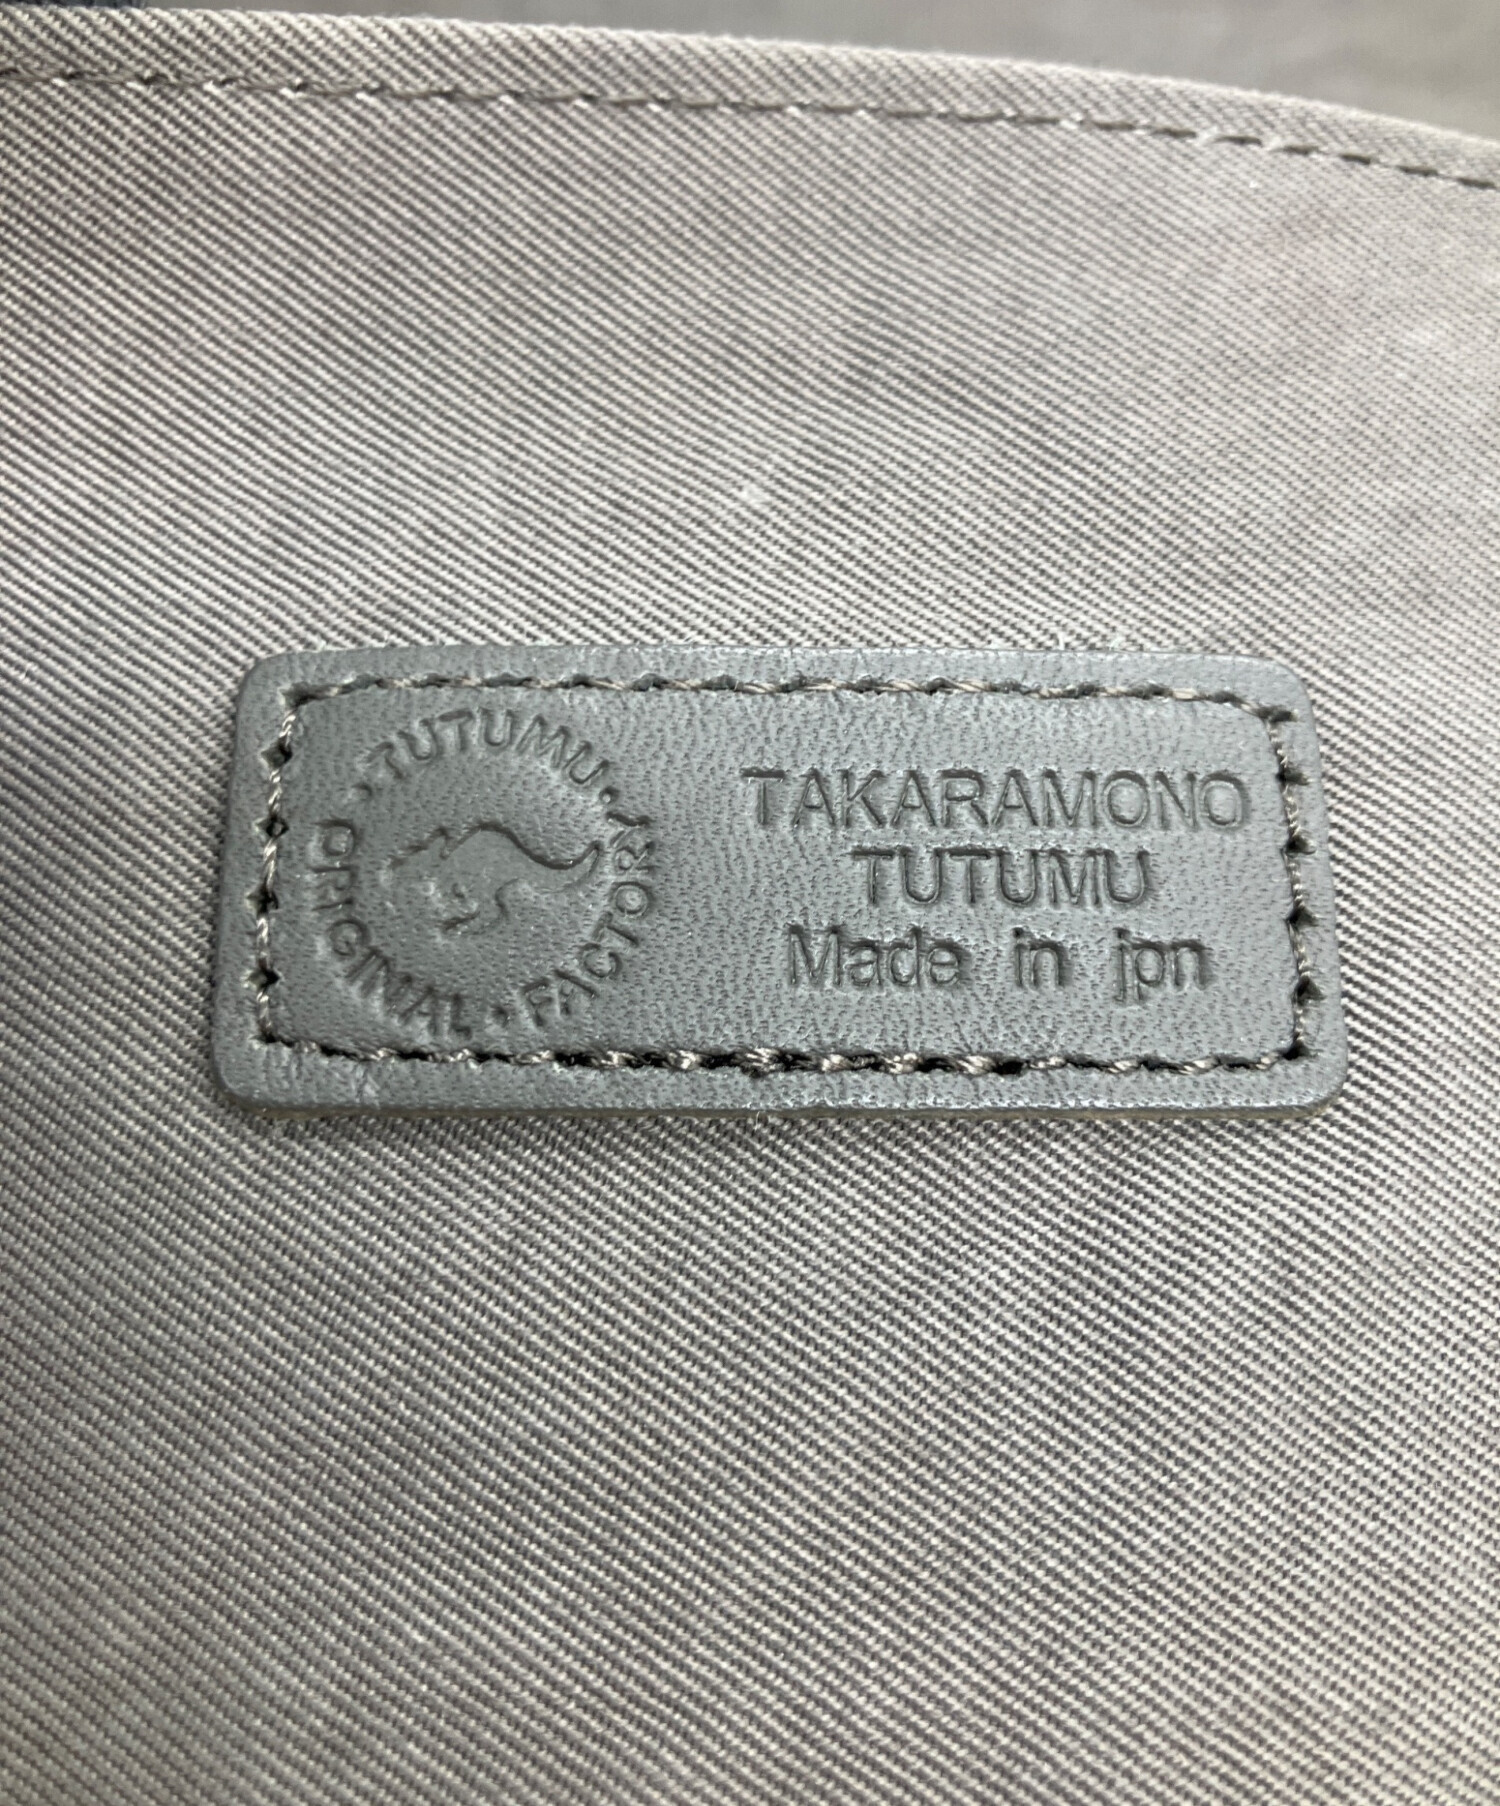 ·TUTUMU·
ORIGINAL·FACTORY
TAKARAMONO
TUTUMU
Made in jpn